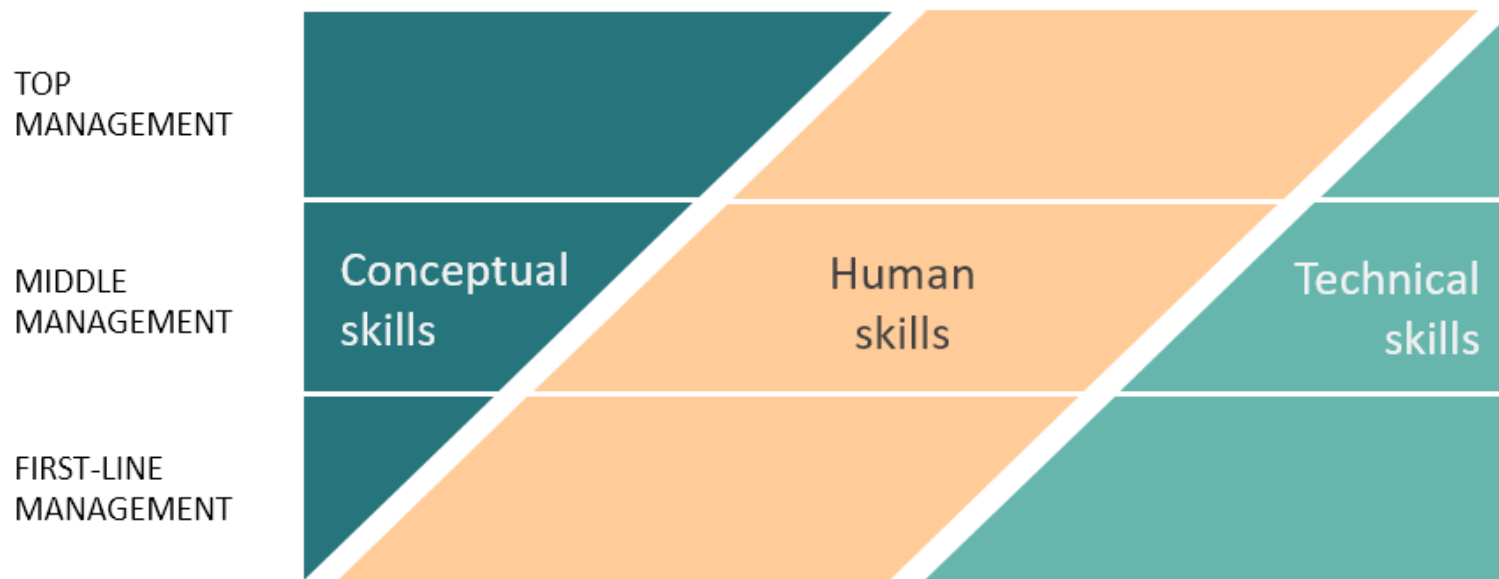 TOP
MANAGEMENT
MIDDLE
MANAGEMENT
Conceptual
skills
Human
skills
Technical
skills
FIRST-LINE
MANAGEMENT